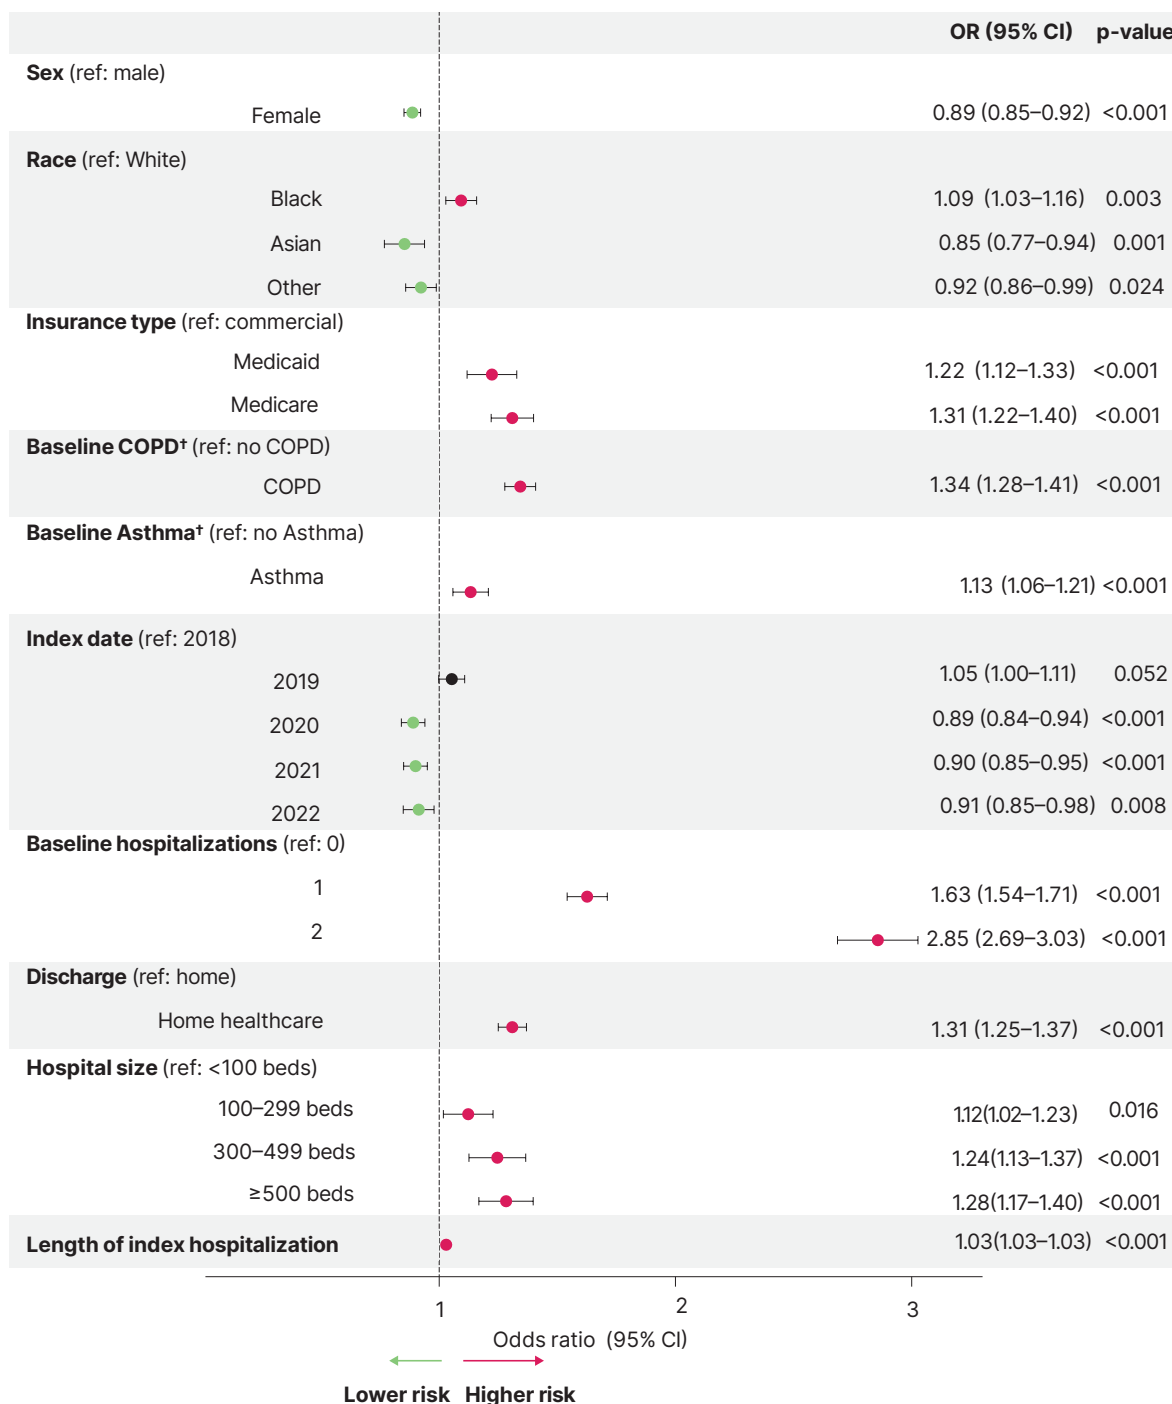 OR (95% CI) p-value
Sex (ref: male)
Female 0.89 (0.85–0.92) <0.001
Race (ref: White)
Black 1.09 (1.03–1.16) 0.003
Asian 0.85 (0.77–0.94) 0.001
Other 0.92 (0.86–0.99) 0.024
Insurance type (ref: commercial)
Medicaid 1.22 (1.12–1.33) <0.001
Medicare 1.31 (1.22–1.40) <0.001
Baseline COPD† (ref: no COPD)
COPD 1.34 (1.28–1.41) <0.001
Baseline Asthma† (ref: no Asthma)
Asthma 1.13 (1.06–1.21) <0.001
Index date (ref: 2018)
2019 1.05 (1.00–1.11) 0.052
2020 0.89 (0.84–0.94) <0.001
2021 0.90 (0.85–0.95) <0.001
2022 0.91 (0.85–0.98) 0.008
Baseline hospitalizations (ref: 0)
1 1.63 (1.54–1.71) <0.001
2 2.85 (2.69–3.03) <0.001
Discharge (ref: home)
Home healthcare 1.31 (1.25–1.37) <0.001
Hospital size (ref: <100 beds)
100–299 beds 1.12(1.02–1.23) 0.016
300–499 beds 1.24(1.13–1.37) <0.001
≥500 beds 1.28(1.17–1.40) <0.001
Length of index hospitalization 1.03(1.03–1.03) <0.001
1 2 3
Odds ratio (95% CI)
Lower risk Higher risk